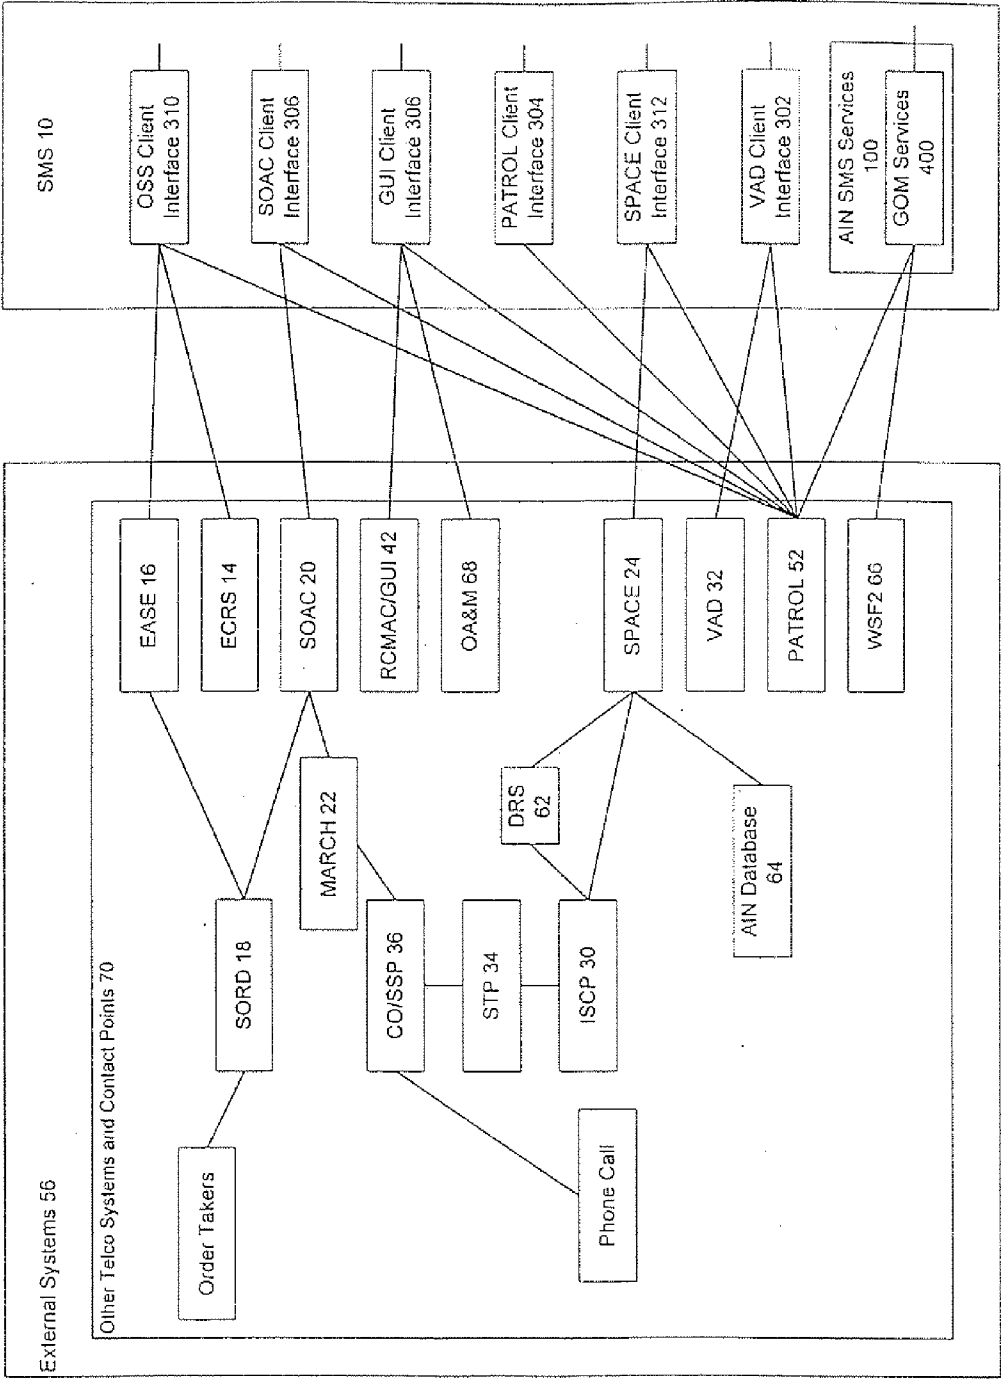 External Systems 56
Other Telco Systems and Contact Points 70
Order Takers
SORD 18
EASE 16
ECRS 14
SOAC 20
MARCH 22
RCMAC/GUI 42
OA&M 68
CO/SSP 36
STP 34
ISCP 30
Phone Call
DRS
62
AIN Database
64
SPACE 24
VAD 32
PATROL 52
WSF2 66
SMS 10
OSS Client
Interface 310
SOAC Client
Interface 306
GUI Client
Interface 306
PATROL Client
Interface 304
SPACE Client
Interface 312
VAD Client
Interface 302
AIN SMS Services
100
GOM Services
400